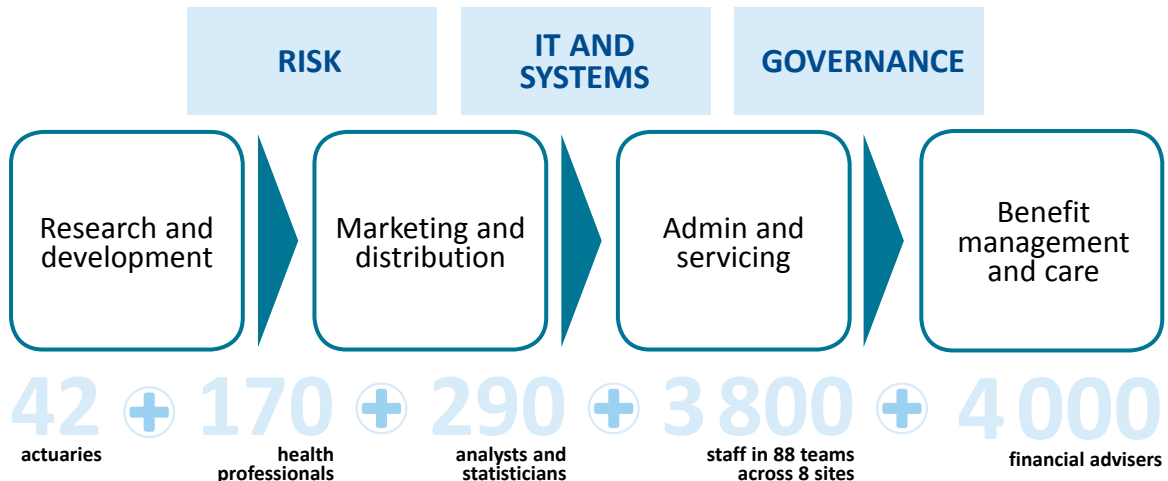 RISK
IT AND
SYSTEMS
GOVERNANCE
Research and
development
Marketing and
distribution
Admin and
servicing
Benefit
management
and care
42
actuaries
170
health
professionals
290
analysts and
statisticians
3 800
staff in 88 teams
across 8 sites
4 000
financial advisers